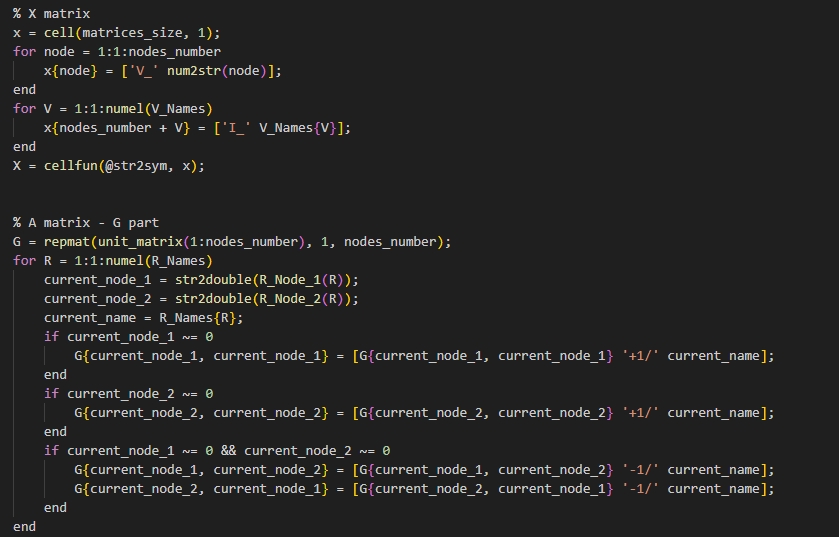 % X matrix
x = cell(matrices_size, 1);
for node = 1:1:nodes_number
x{node} = ['V_' num2str(node)];
end
for V = 1:1:numel(V_Names)
x{nodes_number + V} = ['I_' V_Names{V}];
end
X = cellfun(@str2sym, x);
% A matrix - G part
G = repmat(unit_matrix(1:nodes_number), 1, nodes_number);
for R = 1:1:numel(R_Names)
current_node_1 = str2double(R_Node_1(R));
current_node_2 = str2double(R_Node_2(R));
current_name = R_Names{R};
if current_node_1 ~= 0
G{current_node_1, current_node_1} = [G{current_node_1, current_node_1} '+1/' current_name];
end
if current_node_2 ~= 0
G{current_node_2, current_node_2} = [G{current_node_2, current_node_2} '+1/' current_name];
end
if current_node_1 ~= 0 && current_node_2 ~= 0
G{current_node_1, current_node_2} = [G{current_node_1, current_node_2} '-1/' current_name];
G{current_node_2, current_node_1} = [G{current_node_2, current_node_1} '-1/' current_name];
end
end